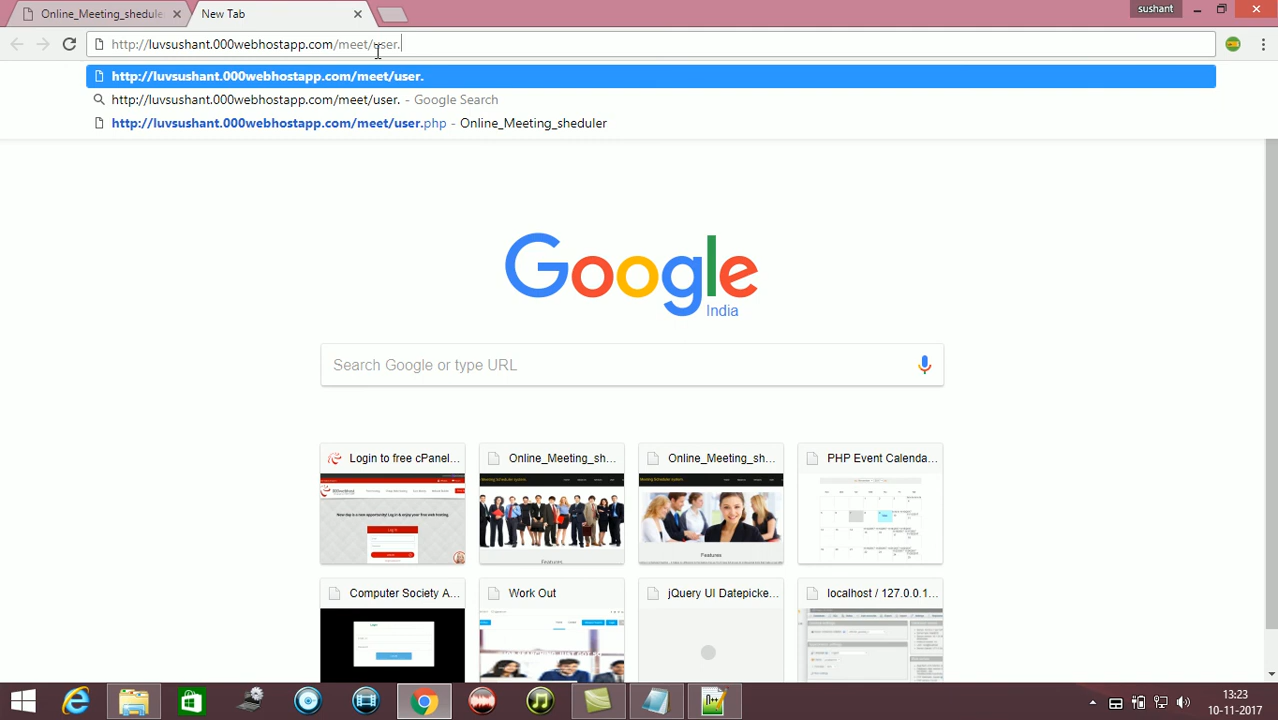 Online_Meeting_shedule
New Tab
sushant
http://luvsushant.000webhostapp.com/meet/user.
http://luvsushant.000webhostapp.com/meet/user.
http://luvsushant.000webhostapp.com/meet/user. - Google Search
http://luvsushant.000webhostapp.com/meet/user.php - Online_Meeting_sheduler
Google
India
Search Google or type URL
Login to free cPanel...
Online_Meeting_sh...
Online_Meeting_sh...
PHP Event Calenda...
Features
Features
Computer Society A...
Work Out
jQuery UI Datepicke...
localhost / 127.0.0.1...
13:23
10-11-2017